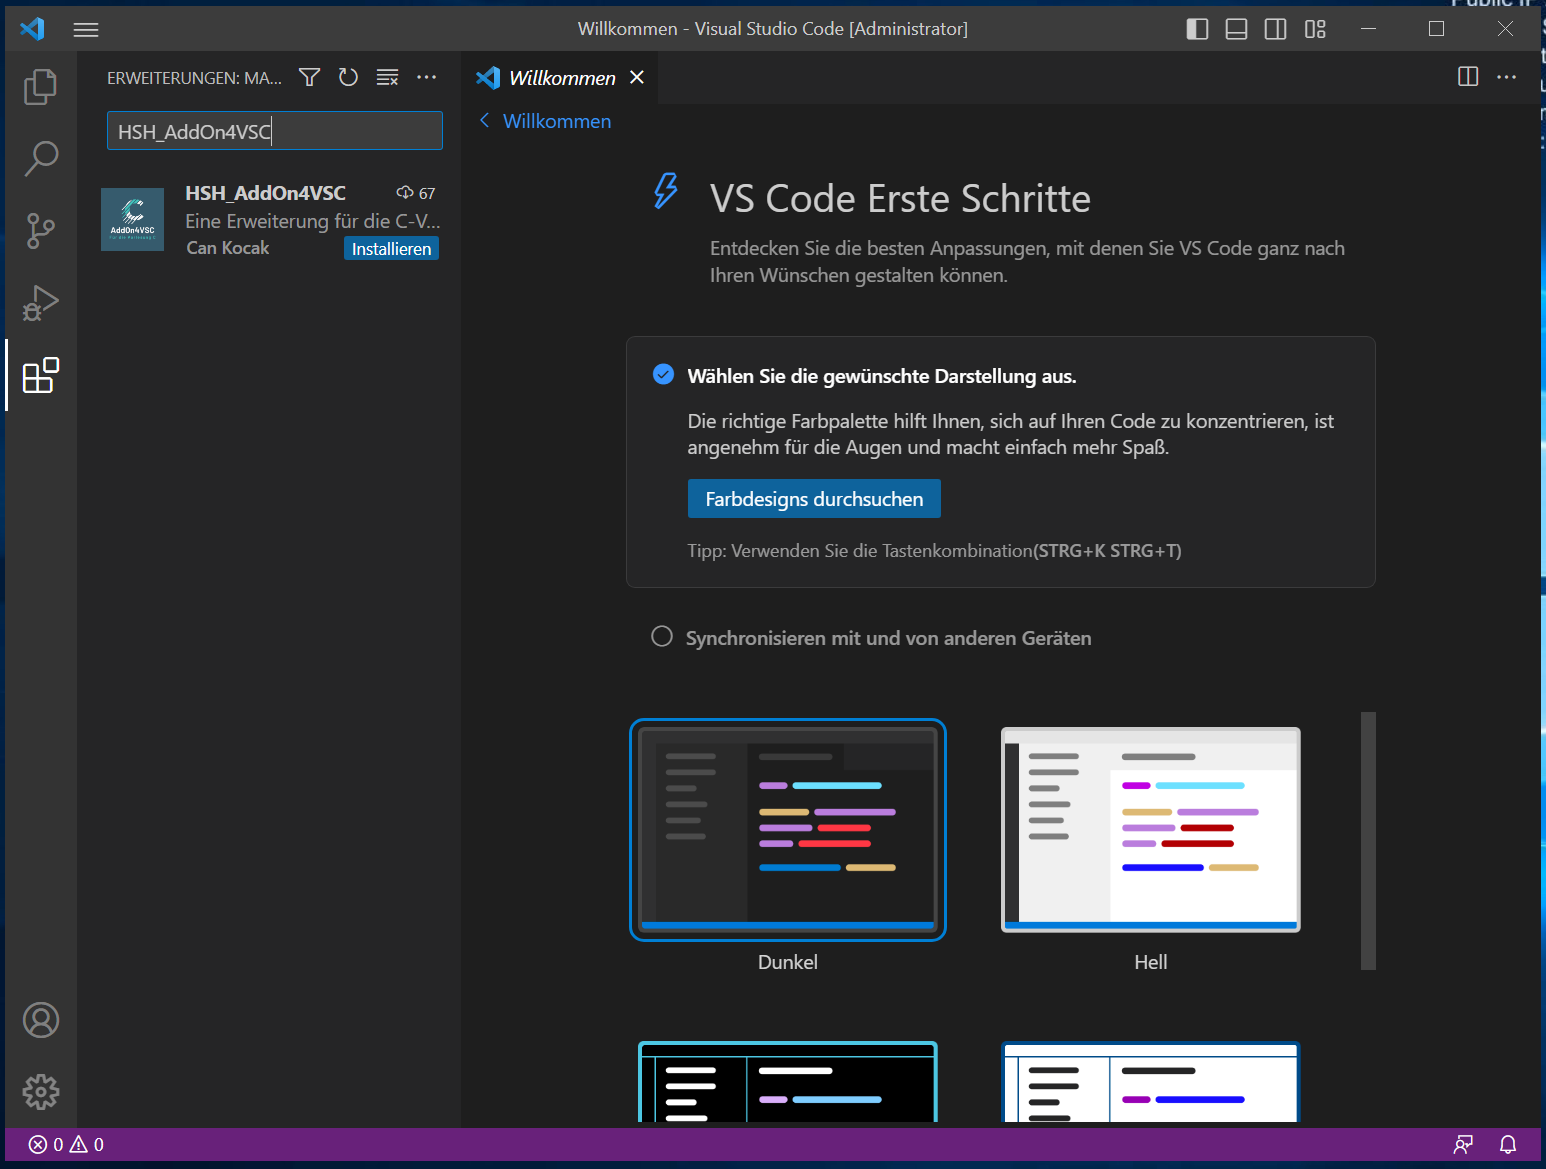 Willkommen - Visual Studio Code [Administrator]
ERWEITERUNGEN: MA...
HSH_AddOn4VSC
HSH_AddOn4VSC
67
Eine Erweiterung für die C-V...
Can Kocak
Installieren
AddOn4VSC
Willkommen
Willkommen
VS Code Erste Schritte
Entdecken Sie die besten Anpassungen, mit denen Sie VS Code ganz nach
Ihren Wünschen gestalten können.
Wählen Sie die gewünschte Darstellung aus.
Die richtige Farbpalette hilft Ihnen, sich auf Ihren Code zu konzentrieren, ist
angenehm für die Augen und macht einfach mehr Spaß.
Farbdesigns durchsuchen
Tipp: Verwenden Sie die Tastenkombination(STRG+K STRG+T)
Synchronisieren mit und von anderen Geräten
Dunkel
Hell
0
0